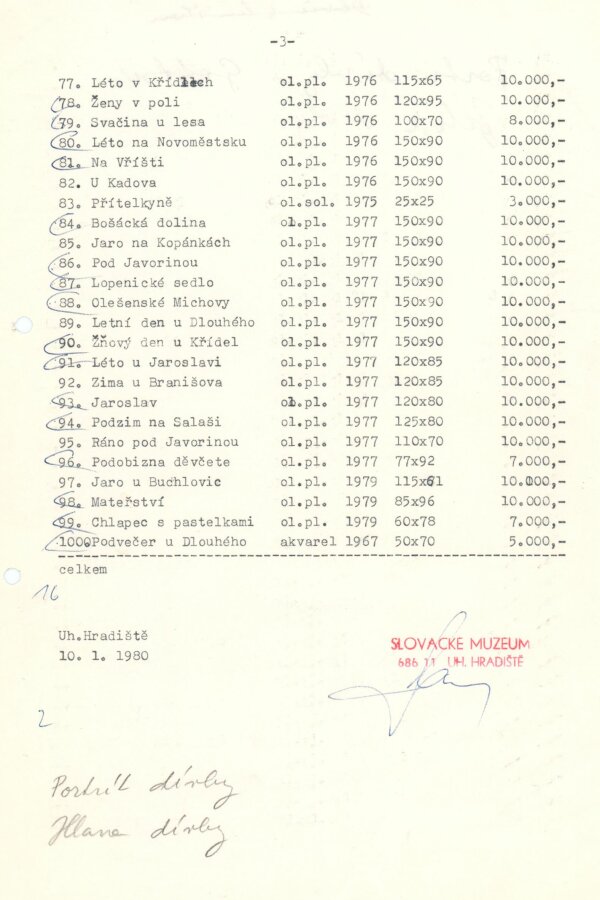 -3-
77. Léto v Křídlech ol.pl. 1976 115x65 10.000,-
78. Ženy v poli ol.pl. 1976 120x95 10.000,-
79. Svačina u lesa ol.pl. 1976 100x70 8.000,-
80. Léto na Novoměstsku ol.pl. 1976 150x90 10.000,-
81. Na Vříšti ol.pl. 1976 150x90 10.000,-
82. U Kadova ol.pl. 1976 150x90 10.000,-
83. Přítelkyně ol.sol. 1975 25x25 3.000,-
84. Bošácká dolina ol.pl. 1977 150x90 10.000,-
85. Jaro na Kopánkách ol.pl. 1977 150x90 10.000,-
86. Pod Javorinou ol.pl. 1977 150x90 10.000,-
87. Lopenické sedlo ol.pl. 1977 150x90 10.000,-
88. Olešenské Michovy ol.pl. 1977 150x90 10.000,-
89. Letní den u Dlouhého ol.pl. 1977 150x90 10.000,-
90. Žňový den u Křídel ol.pl. 1977 150x90 10.000,-
91. Léto u Jaroslavi ol.pl. 1977 120x85 10.000,-
92. Zima u Branišova ol.pl. 1977 120x85 10.000,-
93. Jaroslav ol.pl. 1977 120x80 10.000,-
94. Podzim na Salaši ol.pl. 1977 125x80 10.000,-
95. Ráno pod Javorinou ol.pl. 1977 110x70 10.000,-
96. Podobizna děvčete ol.pl. 1977 77x92 7.000,-
97. Jaro u Buchlovic ol.pl. 1979 115x61 10.000,-
98. Mateřství ol.pl. 1979 85x96 10.000,-
99. Chlapec s pastelkami ol.pl. 1979 60x78 7.000,-
100. Podvečer u Dlouhého akvarel 1967 50x70 5.000,-
celkem
16
Uh.Hradiště
10. 1. 1980
SLOVÁCKÉ MUZEUM
686 11 UH. HRADIŠTĚ
2
Portrét dívky
Hlava dívky